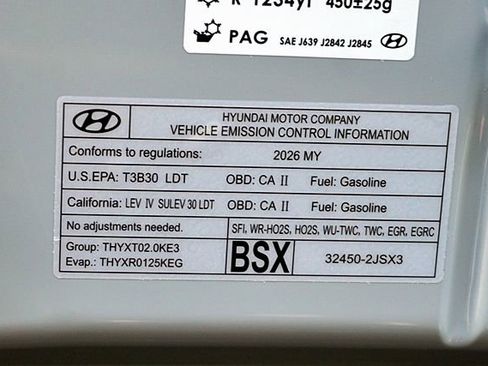 R-1234yf 450±25g
PAG SAE J639 J2842 J2845
HYUNDAI MOTOR COMPANY
VEHICLE EMISSION CONTROL INFORMATION
Conforms to regulations: 2026 MY
U.S.EPA: T3B30 LDT OBD: CA II Fuel: Gasoline
California: LEV IV SULEV 30 LDT OBD: CA II Fuel: Gasoline
No adjustments needed. SFI, WR-HO2S, HO2S, WU-TWC, TWC, EGR, EGRC
Group: THYXT02.0KE3
Evap.: THYXR0125KEG
BSX 32450-2JSX3